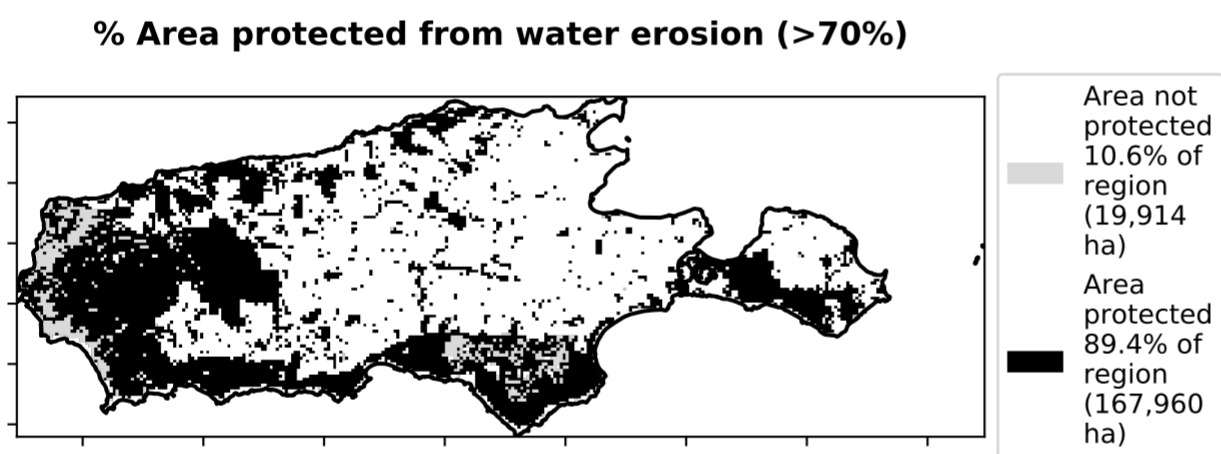 % Area protected from water erosion (>70%)
Area not
protected
10.6% of
region
(19,914
ha)
Area
protected
89.4% of
region
(167,960
ha)